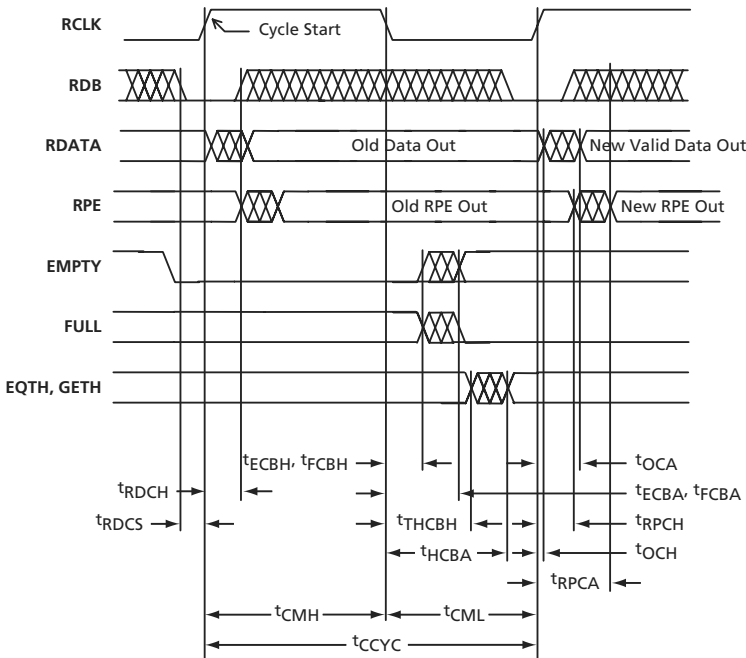 RCLK
Cycle Start
RDB
RDATA
Old Data Out
New Valid Data Out
RPE
Old RPE Out
New RPE Out
EMPTY
FULL
EQTH, GETH
tECBH, tFCBH
tOCA
tRDCH
tECBA, tFCBA
tRDCS
tTHCBH
tRPCH
tHCBA
tOCH
tRPCA
tCMH
tCML
tCCYC